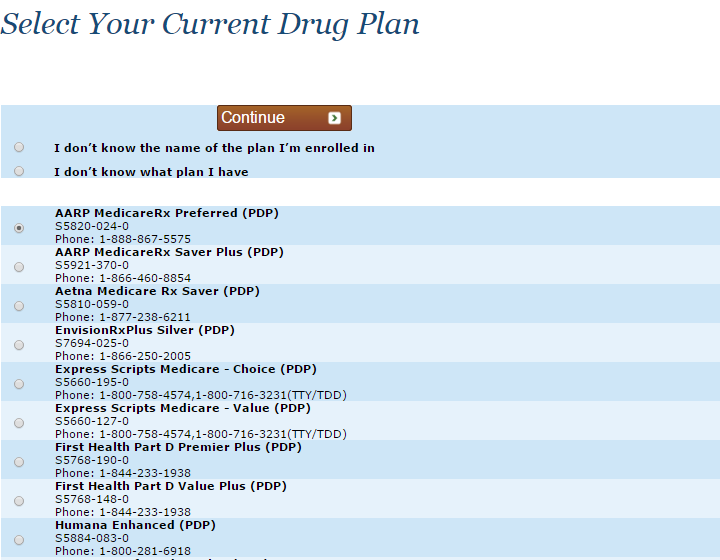 Select Your Current Drug Plan
Continue
I don’t know the name of the plan I’m enrolled in
I don’t know what plan I have
AARP MedicareRx Preferred (PDP)
S5820-024-0
Phone: 1-888-867-5575
AARP MedicareRx Saver Plus (PDP)
S5921-370-0
Phone: 1-866-460-8854
Aetna Medicare Rx Saver (PDP)
S5810-059-0
Phone: 1-877-238-6211
EnvisionRxPlus Silver (PDP)
S7694-025-0
Phone: 1-866-250-2005
Express Scripts Medicare - Choice (PDP)
S5660-195-0
Phone: 1-800-758-4574,1-800-716-3231(TTY/TDD)
Express Scripts Medicare - Value (PDP)
S5660-127-0
Phone: 1-800-758-4574,1-800-716-3231(TTY/TDD)
First Health Part D Premier Plus (PDP)
S5768-190-0
Phone: 1-844-233-1938
First Health Part D Value Plus (PDP)
S5768-148-0
Phone: 1-844-233-1938
Humana Enhanced (PDP)
S5884-083-0
Phone: 1-800-281-6918